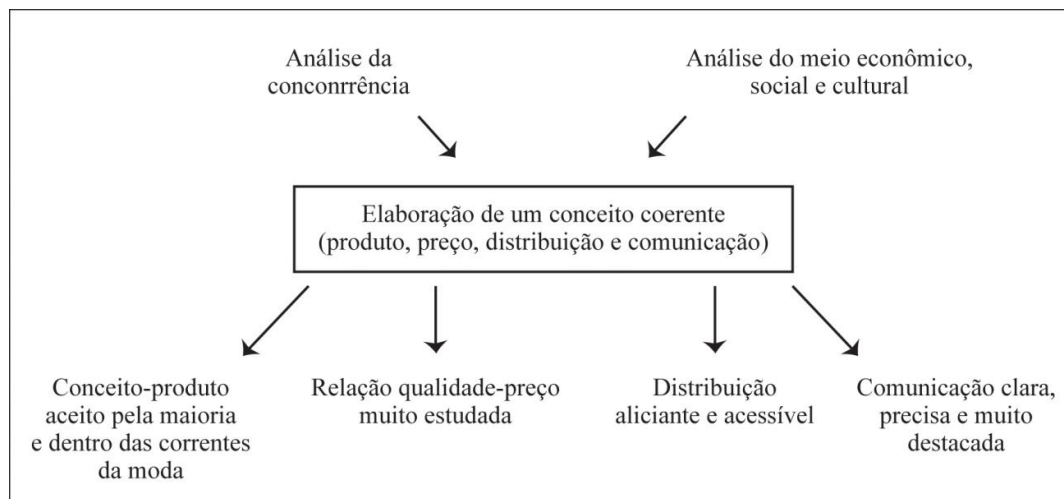 Análise da
conconrrência
Análise do meio econômico,
social e cultural
Elaboração de um conceito coerente
(produto, preço, distribuição e comunicação)
Conceito-produto
aceito pela maioria
e dentro das correntes
da moda
Relação qualidade-preço
muito estudada
Distribuição
aliciante e acessível
Comunicação clara,
precisa e muito
destacada